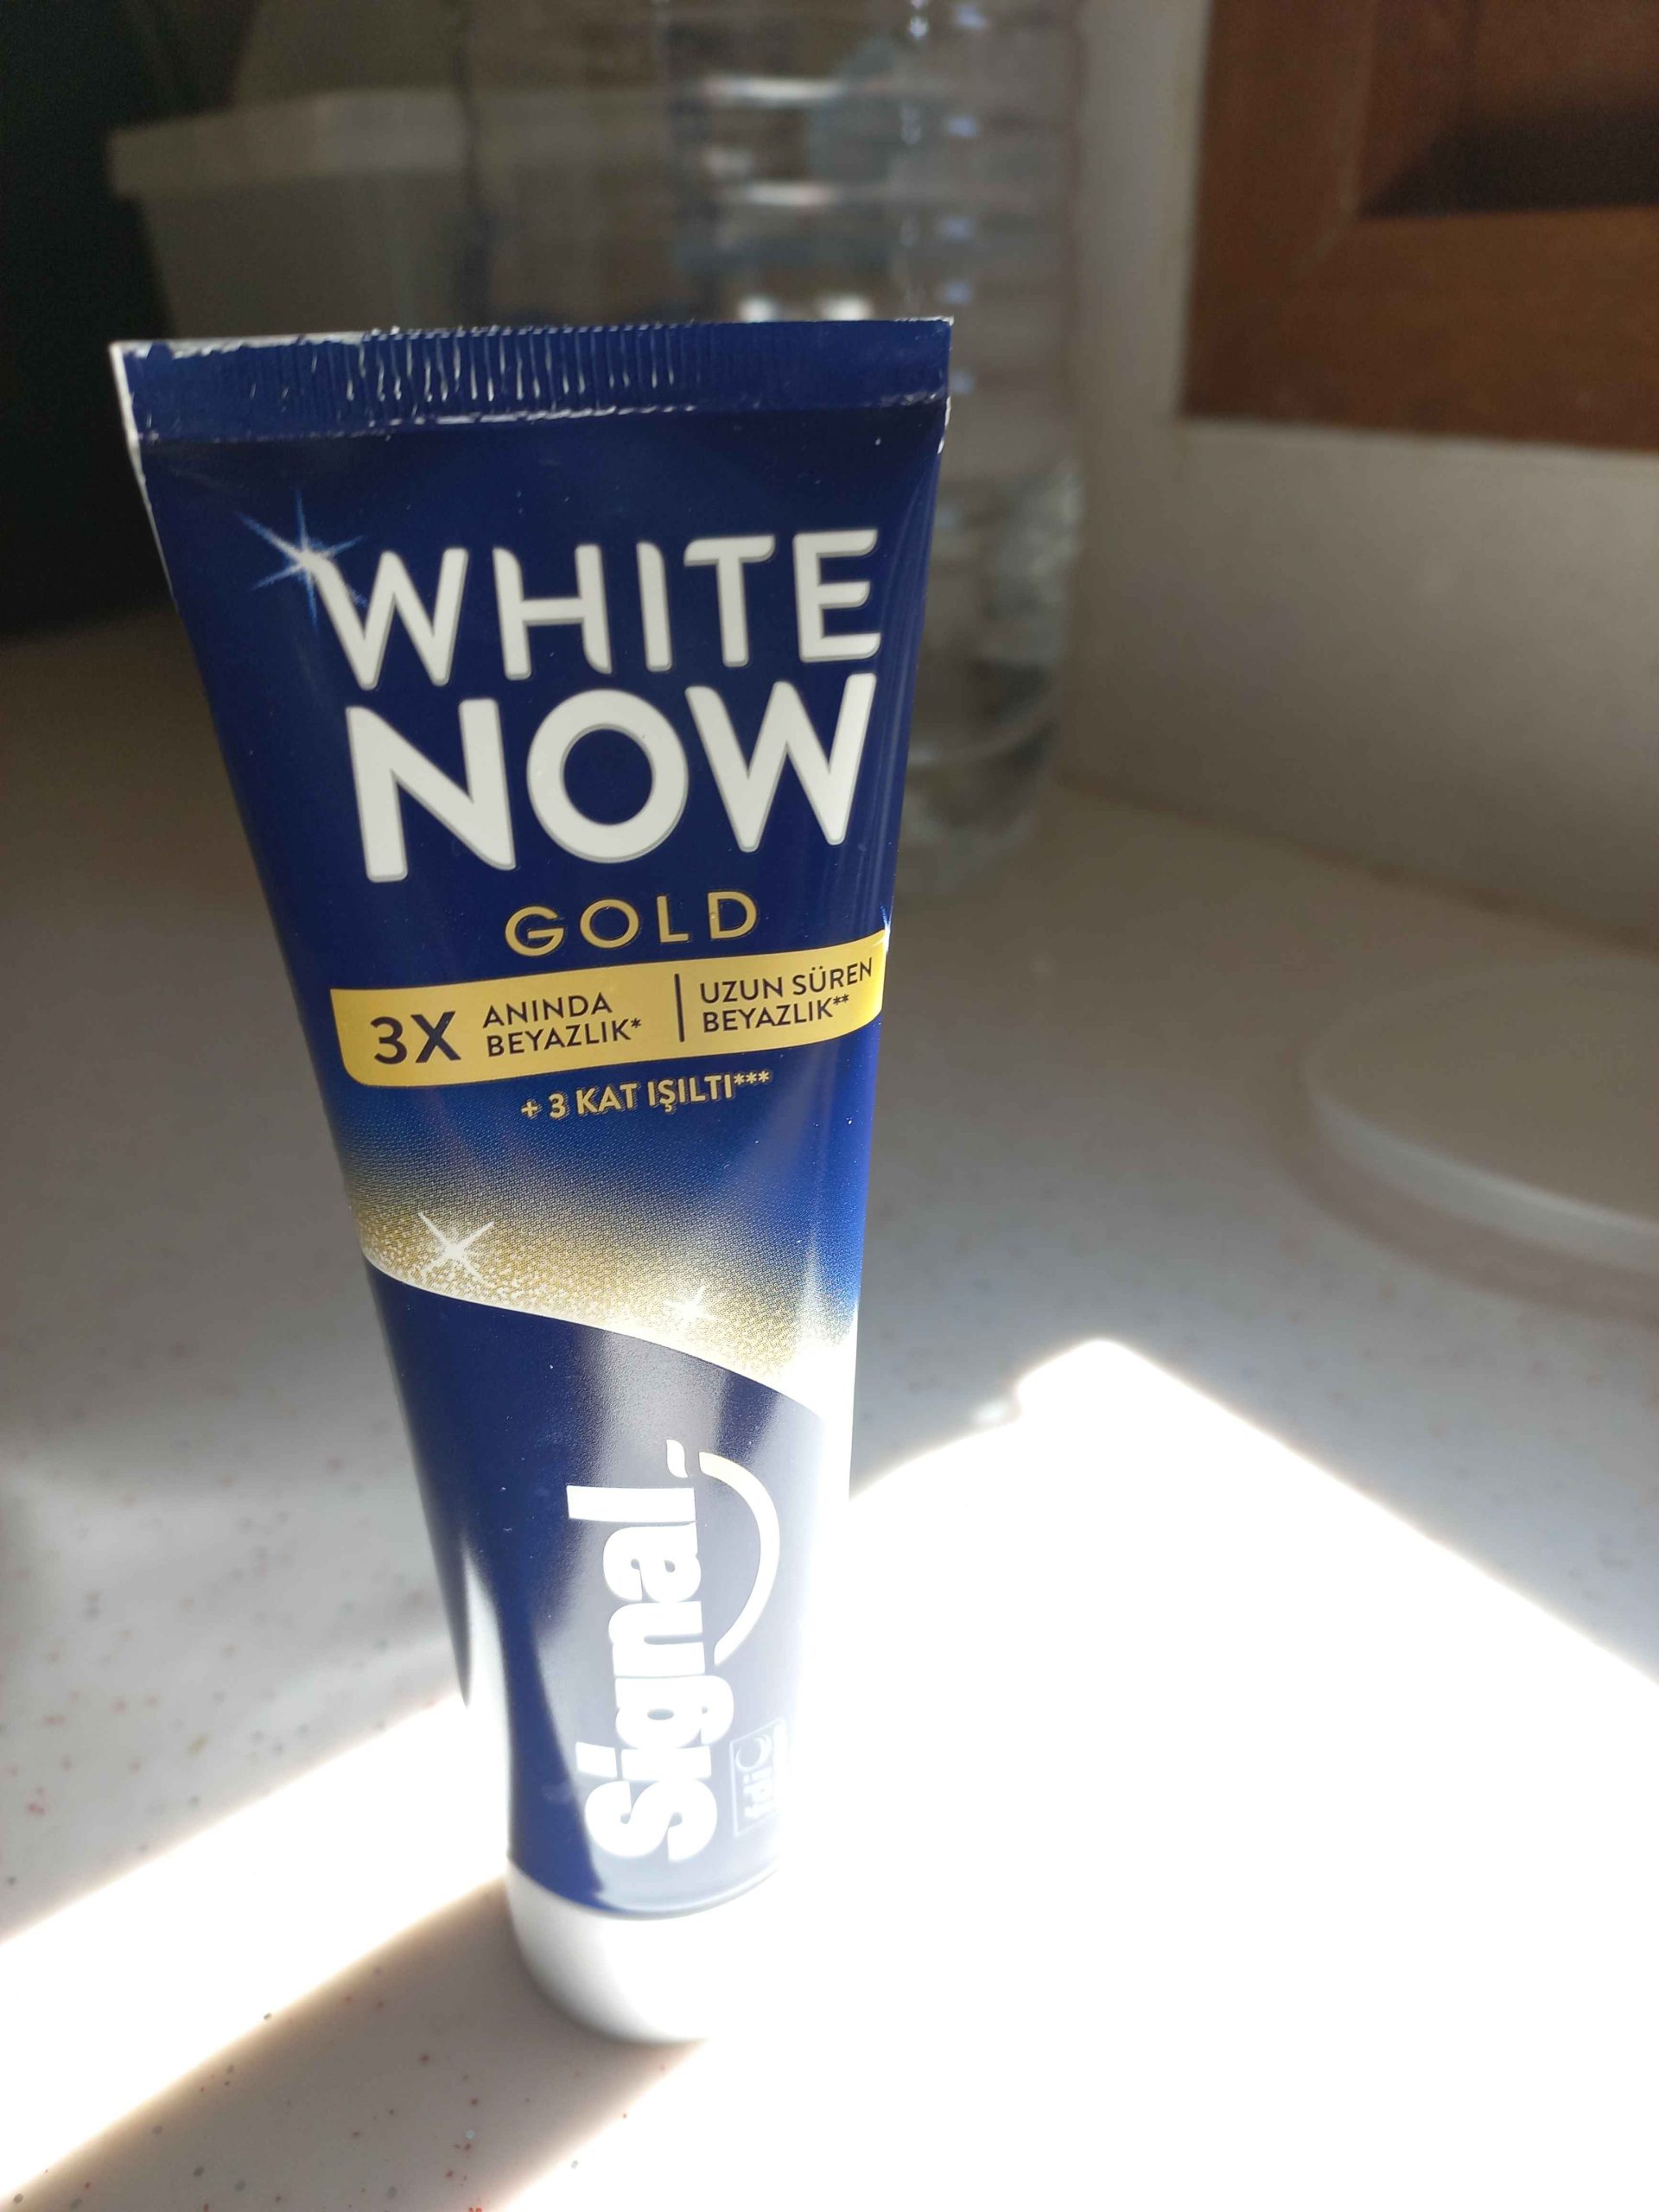 WHITE
NOW
GOLD
3X ANINDA BEYAZLIK*
UZUN SÜREN BEYAZLIK**
+ 3 KAT IŞILTI***
Signal